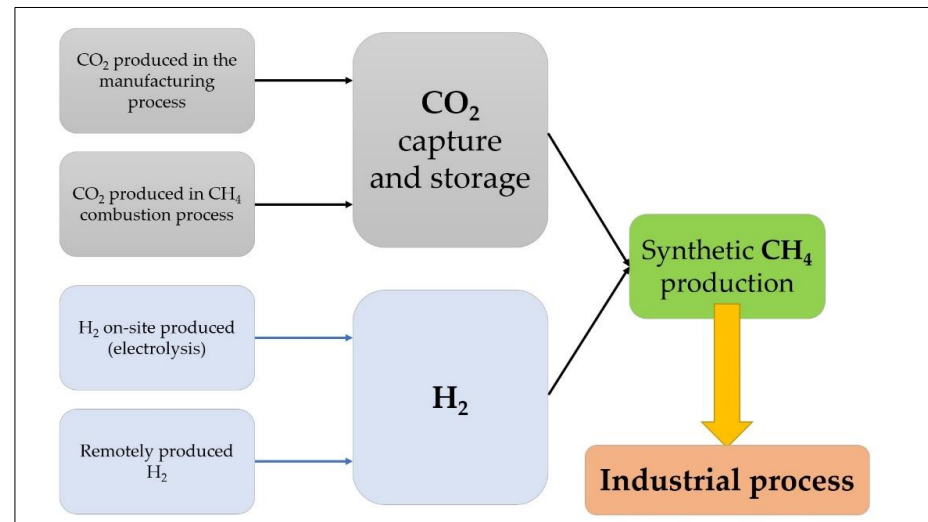 CO₂ produced in the
manufacturing
process
CO₂ produced in CH₄
combustion process
CO₂
capture
and storage
H₂ on-site produced
(electrolysis)
Remotely produced
H₂
H₂
Synthetic CH₄
production
Industrial process